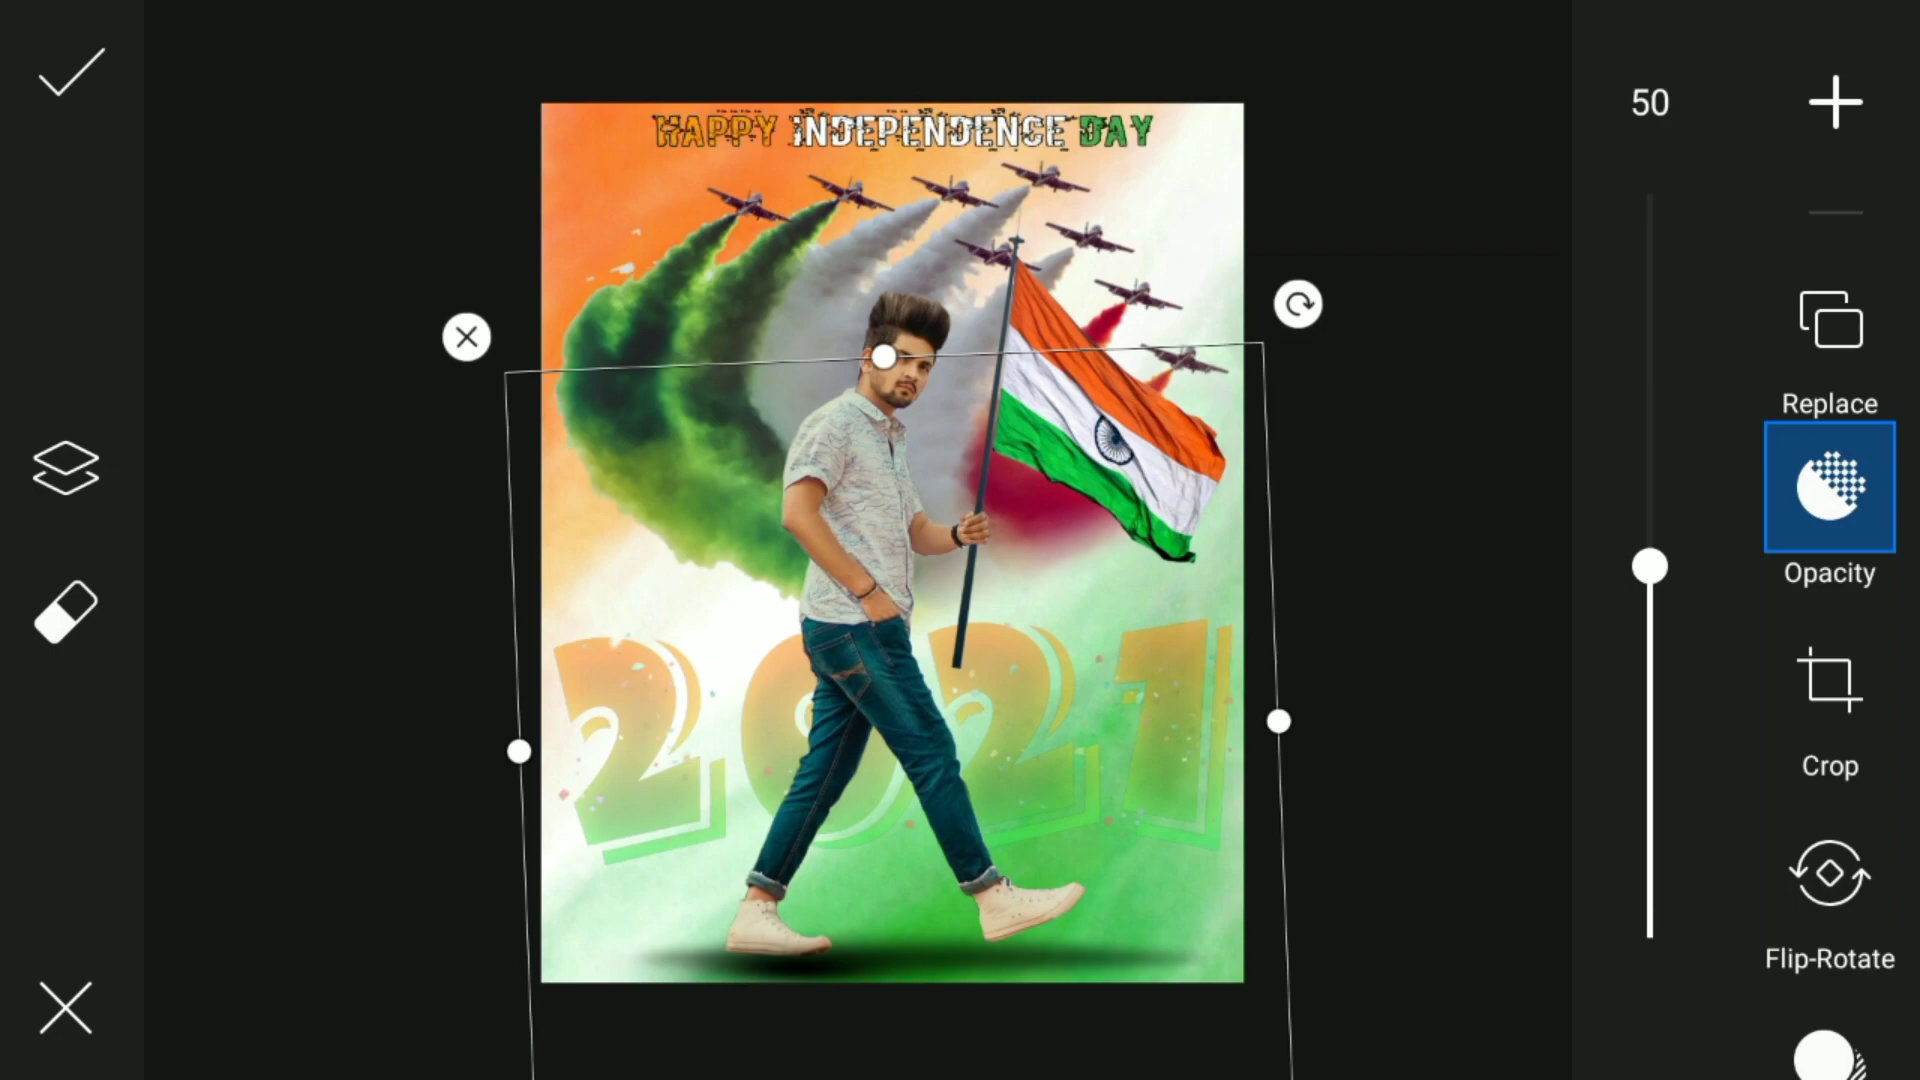 HAPPY INDEPENDENCE DAY
2021
50
Replace
Opacity
Crop
Flip-Rotate